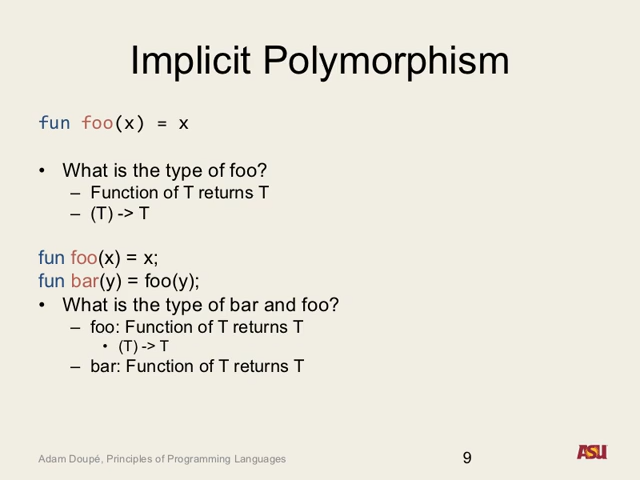 Implicit Polymorphism
fun foo(x) = x
• What is the type of foo?
– Function of T returns T
– (T) -> T
fun foo(x) = x;
fun bar(y) = foo(y);
• What is the type of bar and foo?
– foo: Function of T returns T
• (T) -> T
– bar: Function of T returns T
Adam Doupé, Principles of Programming Languages
9
ASU